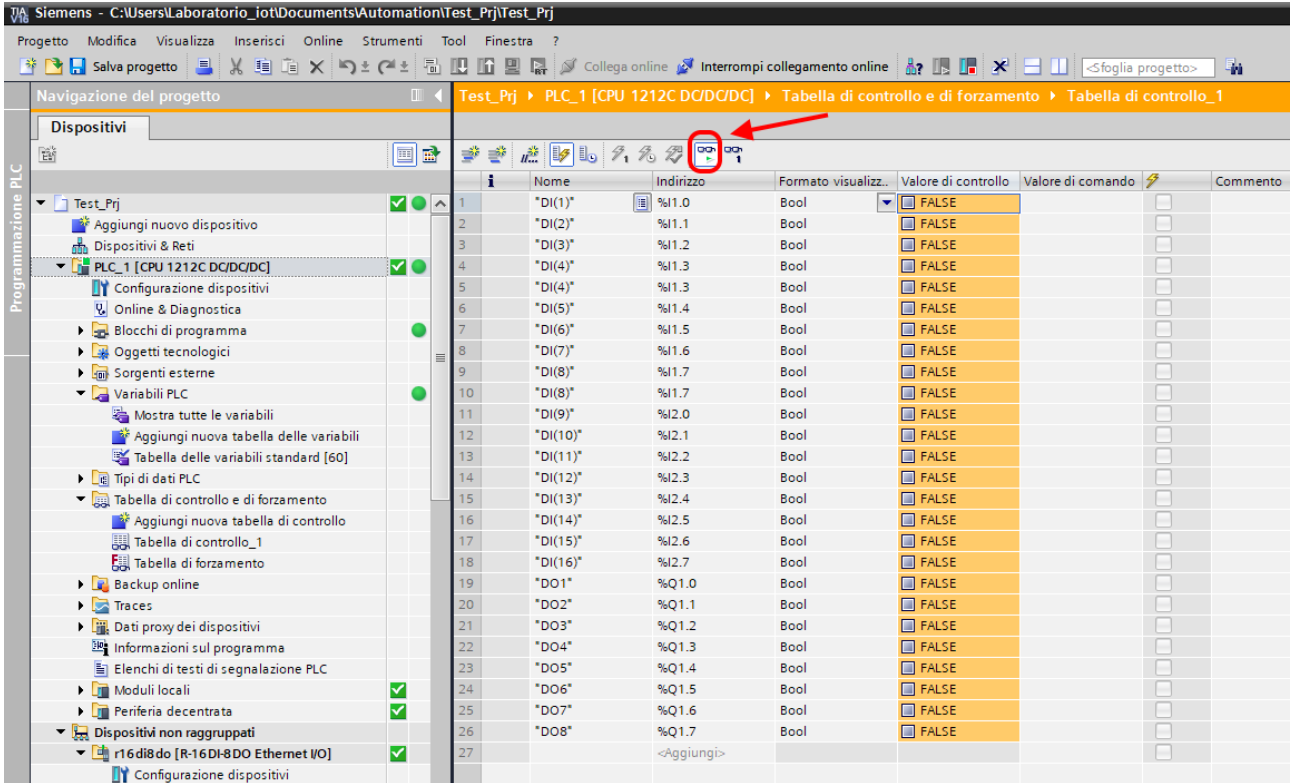 Siemens - C:\Users\Laboratorio_iot\Documents\Automation\Test_Prj\Test_Prj
Progetto Modifica Visualizza Inserisci Online Strumenti Tool Finestra ?
Salva progetto Collega online Interrompi collegamento online <Sfoglia progetto>
Navigazione del progetto
Test_Prj PLC_1 [CPU 1212C DC/DC/DC] Tabella di controllo e di forzamento Tabella di controllo_1
Dispositivi
Programmazione PLC
Test_Prj
Aggiungi nuovo dispositivo
Dispositivi & Reti
PLC_1 [CPU 1212C DC/DC/DC]
Configurazione dispositivi
Online & Diagnostica
Blocchi di programma
Oggetti tecnologici
Sorgenti esterne
Variabili PLC
Mostra tutte le variabili
Aggiungi nuova tabella delle variabili
Tabella delle variabili standard [60]
Tipi di dati PLC
Tabella di controllo e di forzamento
Aggiungi nuova tabella di controllo
Tabella di controllo_1
Tabella di forzamento
Backup online
Traces
Dati proxy dei dispositivi
Informazioni sul programma
Elenchi di testi di segnalazione PLC
Moduli locali
Periferia decentrata
Dispositivi non raggruppati
r16di8do [R-16DI-8DO Ethernet I/O]
Configurazione dispositivi
i Nome Indirizzo Formato visualizz.. Valore di controllo Valore di comando Commento
1 "DI(1)" %I1.0 Bool FALSE
2 "DI(2)" %I1.1 Bool FALSE
3 "DI(3)" %I1.2 Bool FALSE
4 "DI(4)" %I1.3 Bool FALSE
5 "DI(4)" %I1.3 Bool FALSE
6 "DI(5)" %I1.4 Bool FALSE
7 "DI(6)" %I1.5 Bool FALSE
8 "DI(7)" %I1.6 Bool FALSE
9 "DI(8)" %I1.7 Bool FALSE
10 "DI(8)" %I1.7 Bool FALSE
11 "DI(9)" %I2.0 Bool FALSE
12 "DI(10)" %I2.1 Bool FALSE
13 "DI(11)" %I2.2 Bool FALSE
14 "DI(12)" %I2.3 Bool FALSE
15 "DI(13)" %I2.4 Bool FALSE
16 "DI(14)" %I2.5 Bool FALSE
17 "DI(15)" %I2.6 Bool FALSE
18 "DI(16)" %I2.7 Bool FALSE
19 "DO1" %Q1.0 Bool FALSE
20 "DO2" %Q1.1 Bool FALSE
21 "DO3" %Q1.2 Bool FALSE
22 "DO4" %Q1.3 Bool FALSE
23 "DO5" %Q1.4 Bool FALSE
24 "DO6" %Q1.5 Bool FALSE
25 "DO7" %Q1.6 Bool FALSE
26 "DO8" %Q1.7 Bool FALSE
27 <Aggiungi>